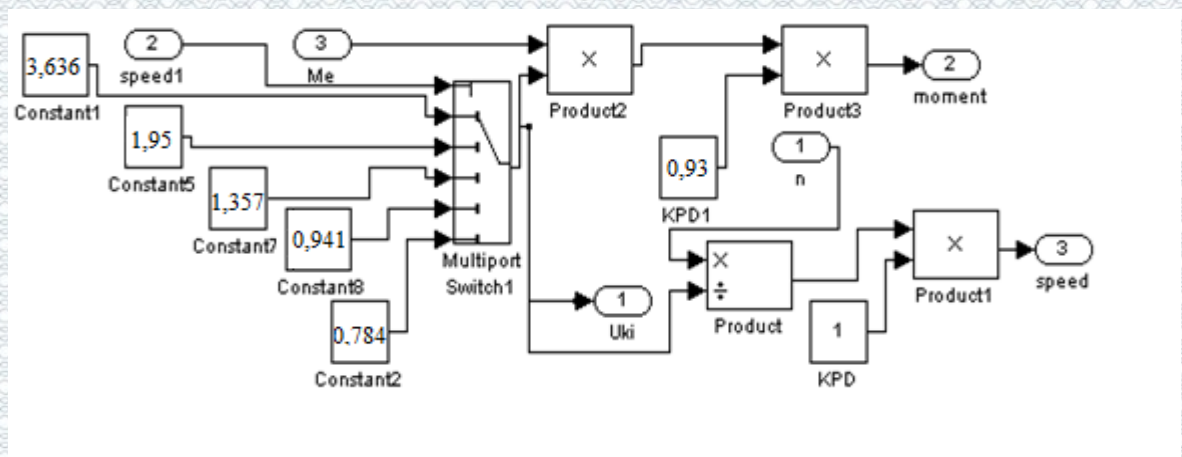 3,636
Constant1
2
speed1
3
Me
×
Product2
×
Product3
2
moment
1,95
Constant5
1,357
Constant7
0,941
Constant8
0,784
Constant2
Multiport
Switch1
0,93
KPD1
1
n
1
Uki
×
÷
Product
1
KPD
×
Product1
3
speed